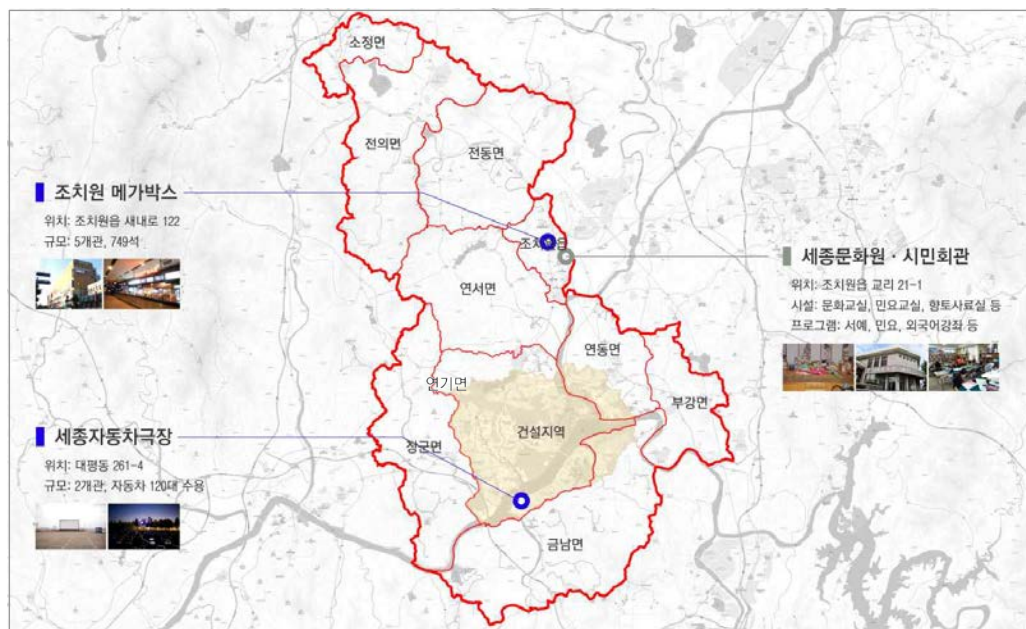 소정면
전의면
전동면
조치원 메가박스
위치: 조치원읍 새내로 122
규모: 5개관, 749석
세종문화원 · 시민회관
위치: 조치원읍 교리 21-1
시설: 문화교실, 민요교실, 향토사료실 등
프로그램: 서예, 민요, 외국어강좌 등
연서면
연동면
연기면
부강면
세종자동차극장
위치: 대평동 261-4
규모: 2개관, 자동차 120대 수용
건설지역
장군면
금남면